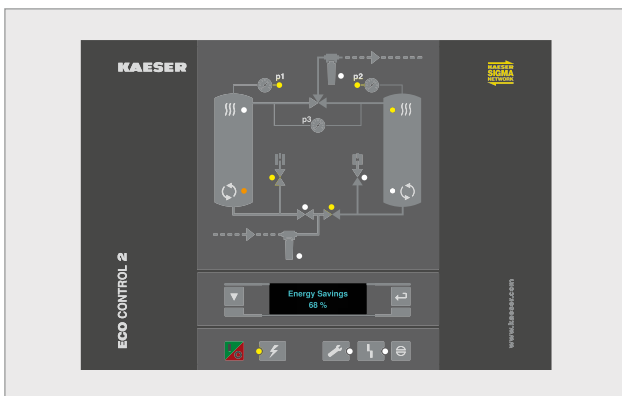 KAESER
KAESER
SIGMA
NETWORK
p1
p2
p3
ECO CONTROL 2
Energy Savings
68 %
www.kaeser.com